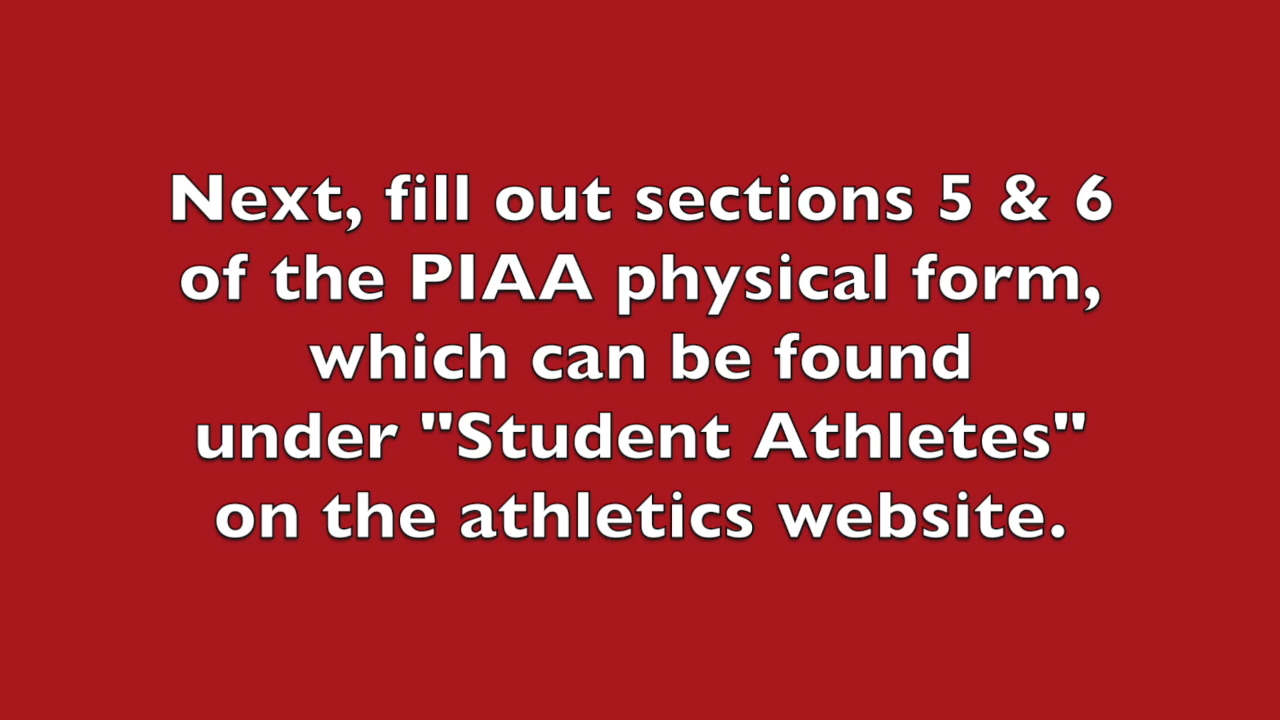 Next, fill out sections 5 & 6
of the PIAA physical form,
which can be found
under "Student Athletes"
on the athletics website.